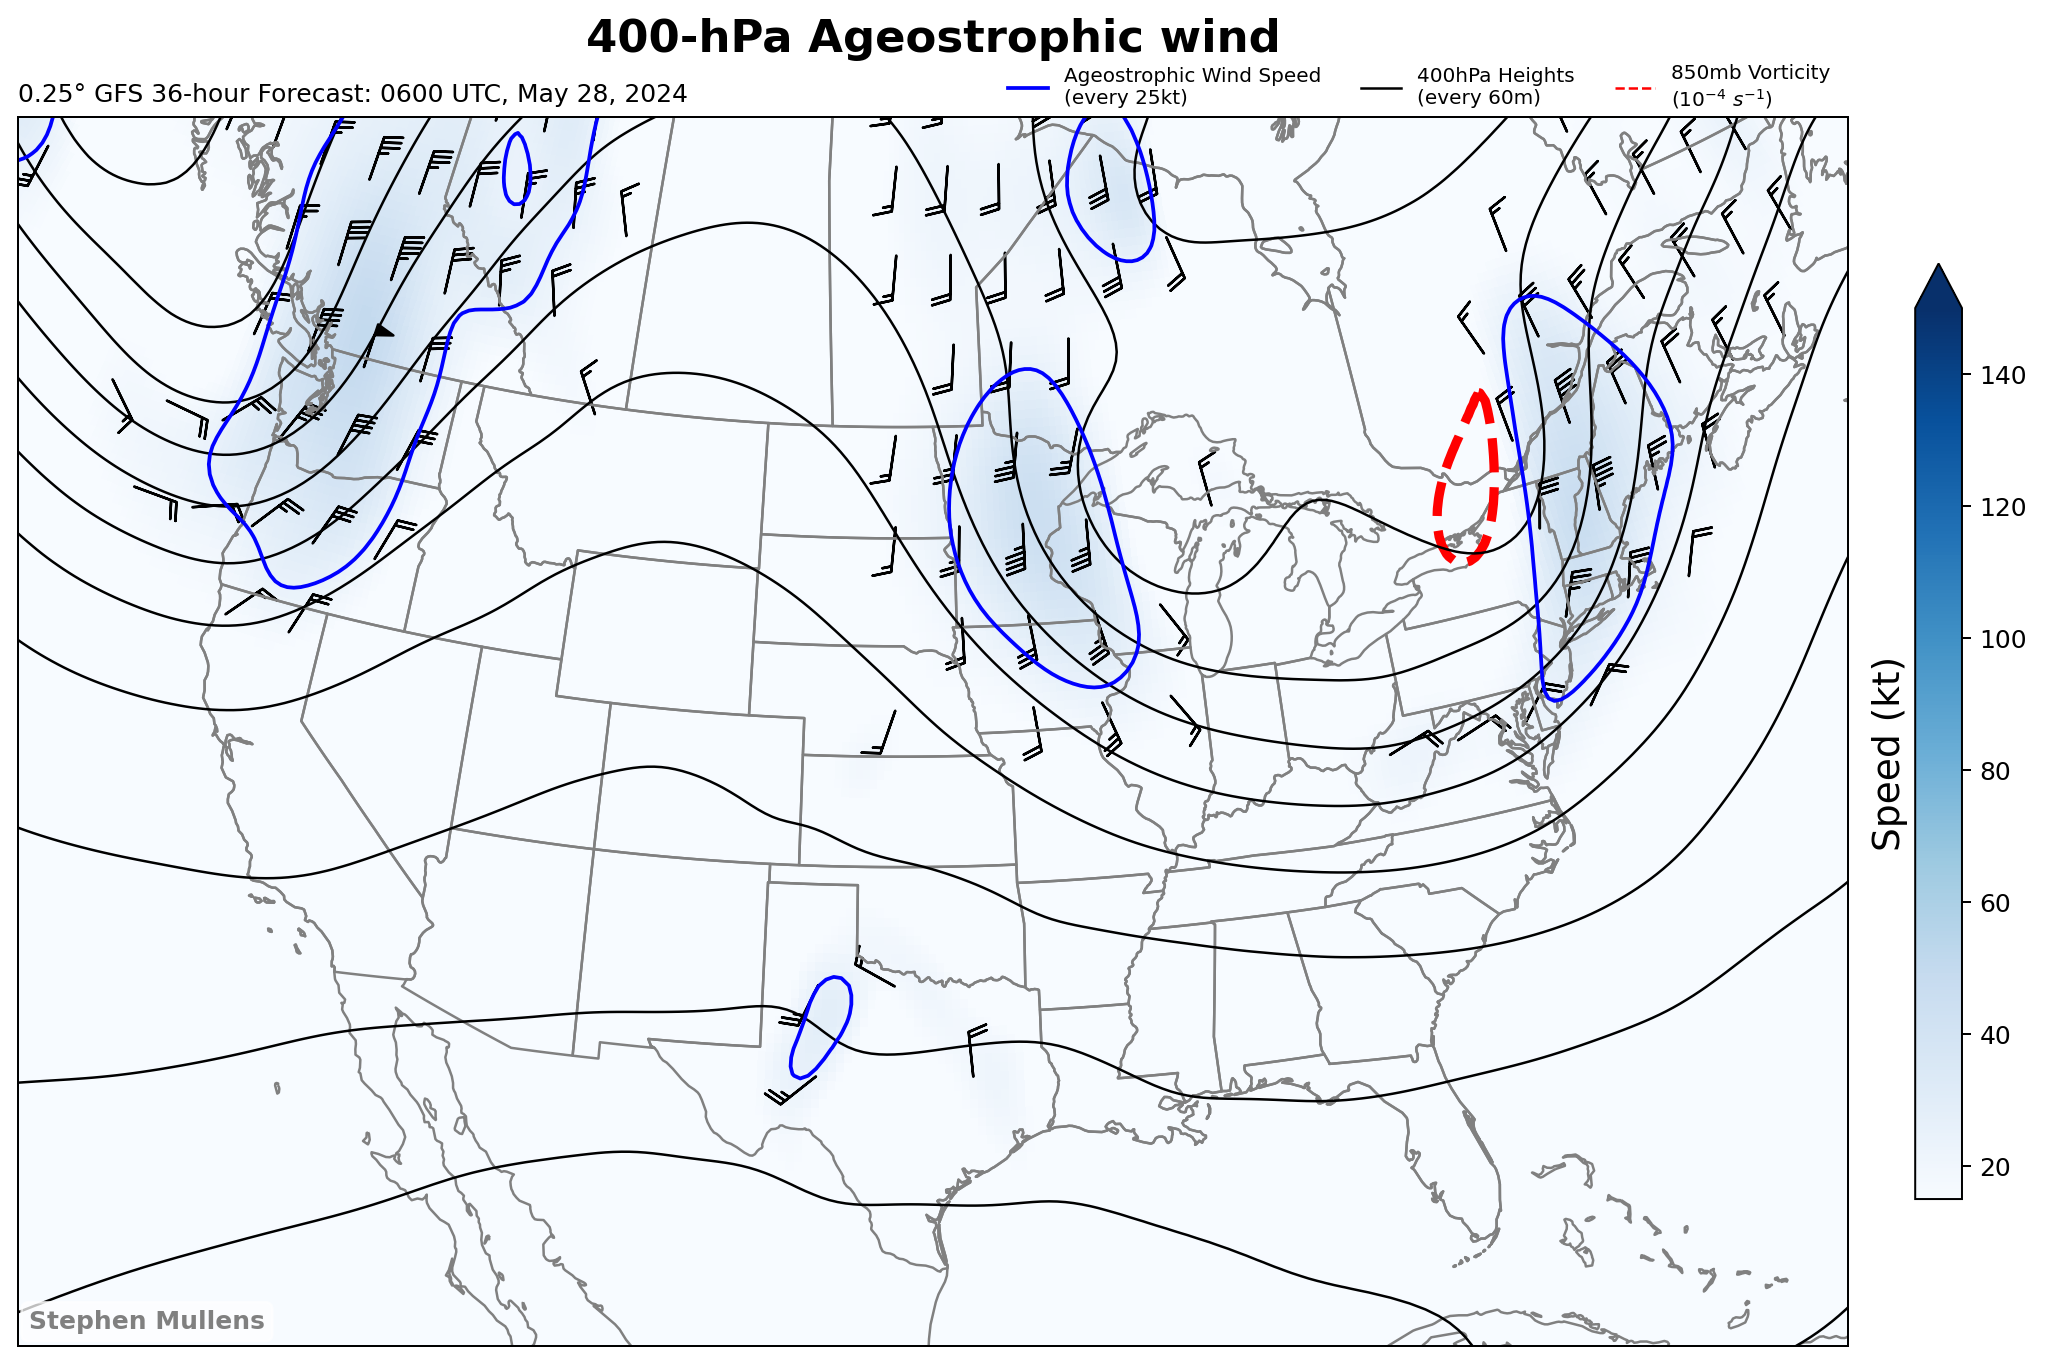 400-hPa Ageostrophic wind
0.25° GFS 36-hour Forecast: 0600 UTC, May 28, 2024
Ageostrophic Wind Speed
(every 25kt)
400hPa Heights
(every 60m)
850mb Vorticity
(10⁻⁴ s⁻¹)
140
120
100
80
60
40
20
Speed (kt)
Stephen Mullens